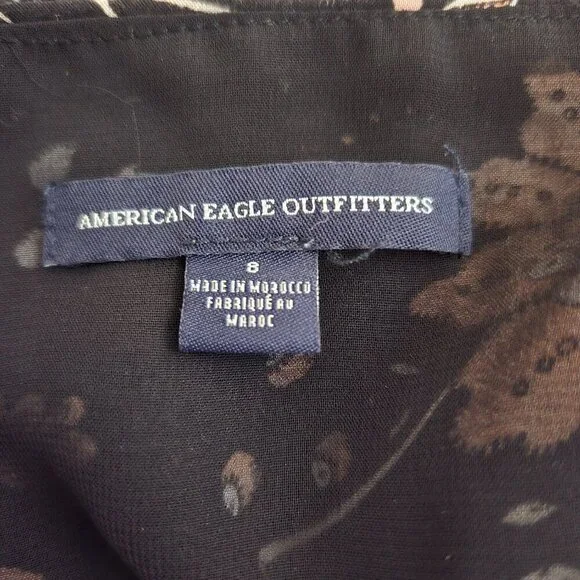 AMERICAN EAGLE OUTFITTERS
8
MADE IN MOROCCO
FABRIQUÉ AU
MAROC